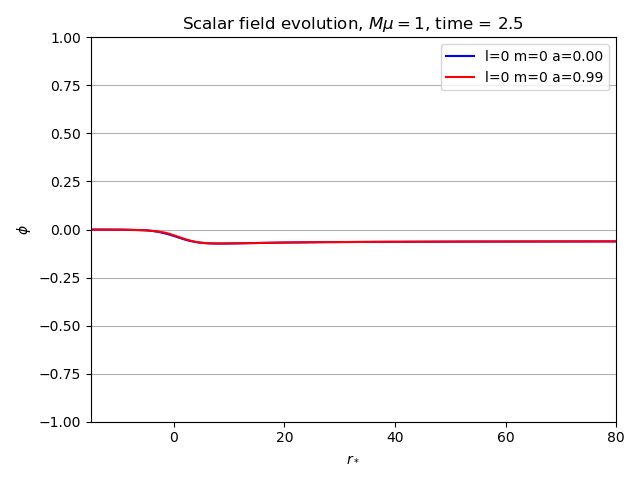 Scalar field evolution, Mμ = 1, time = 2.5
l=0 m=0 a=0.00
l=0 m=0 a=0.99
1.00
0.75
0.50
0.25
0.00
−0.25
−0.50
−0.75
−1.00
ϕ
0 20 40 60 80
r*